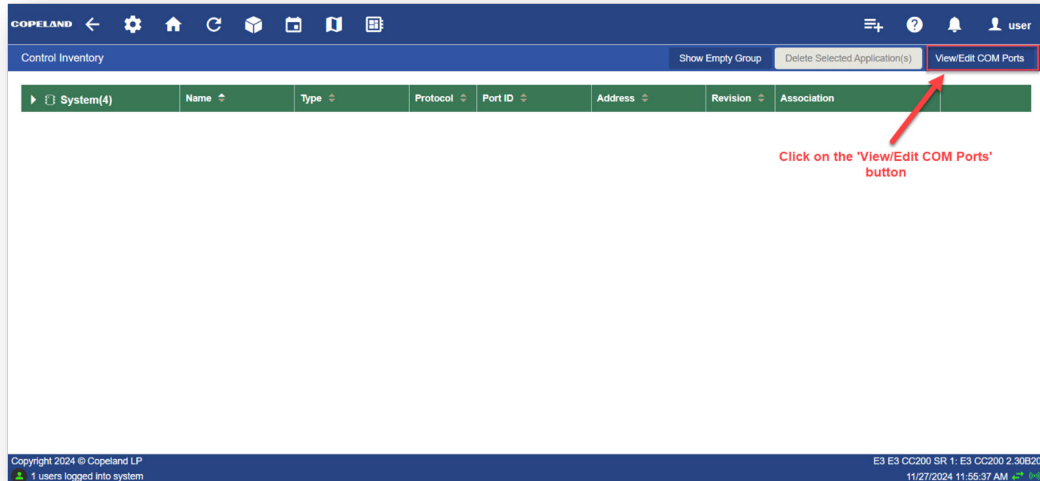 COPELAND
user
Control Inventory
Show Empty Group
Delete Selected Application(s)
View/Edit COM Ports
System(4)
Name
Type
Protocol
Port ID
Address
Revision
Association
Click on the 'View/Edit COM Ports'
button
Copyright 2024 © Copeland LP
E3 E3 CC200 SR 1: E3 CC200 2.30B20
1 users logged into system
11/27/2024 11:55:37 AM